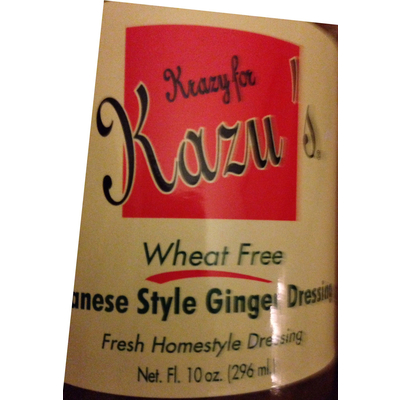 Krazy for
Kazu's.
Wheat Free
anese Style Ginger Dressing
Fresh Homestyle Dressing
Net. Fl. 10 oz. (296 ml.)